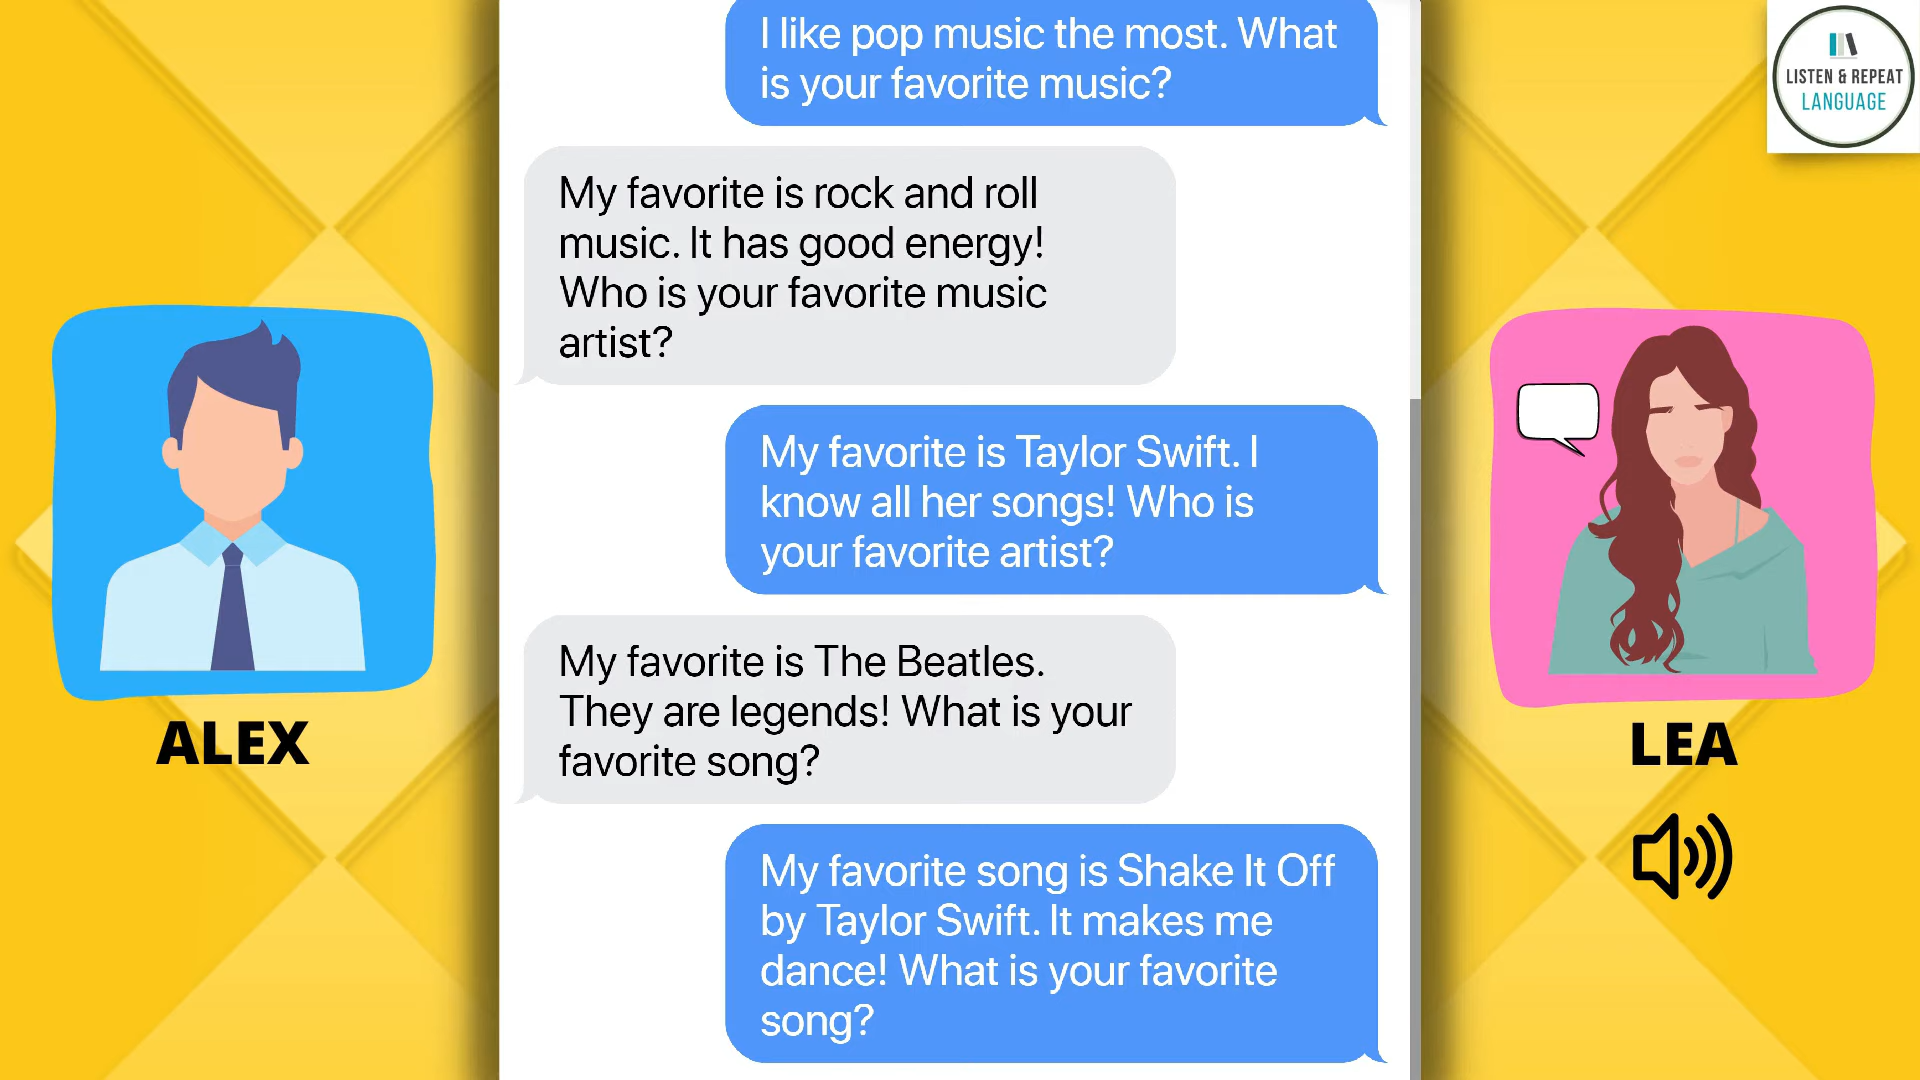 I like pop music the most. What
is your favorite music?
My favorite is rock and roll
music. It has good energy!
Who is your favorite music
artist?
My favorite is Taylor Swift. I
know all her songs! Who is
your favorite artist?
My favorite is The Beatles.
They are legends! What is your
favorite song?
My favorite song is Shake It Off
by Taylor Swift. It makes me
dance! What is your favorite
song?
ALEX
LEA
LISTEN & REPEAT
LANGUAGE